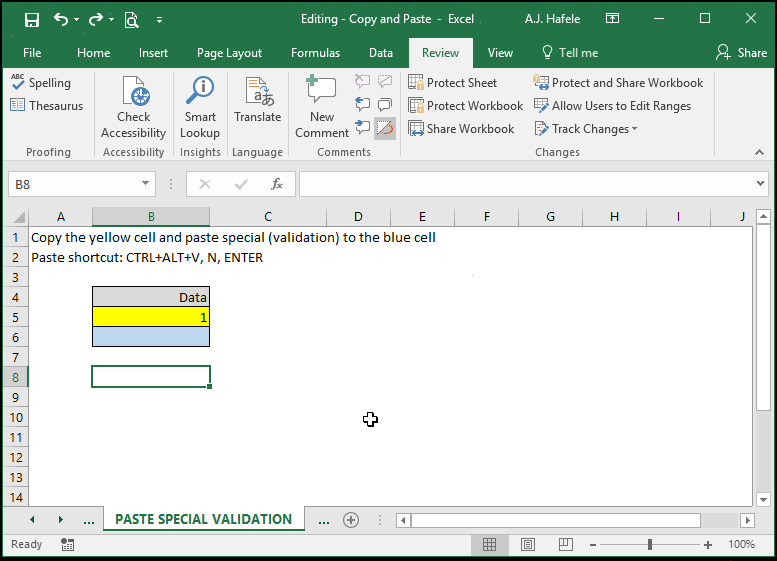 Editing - Copy and Paste - Excel
A.J. Hafele
File Home Insert Page Layout Formulas Data Review View Tell me Share
ABC
Spelling
Thesaurus
Proofing
Check Accessibility
Accessibility
Smart Lookup
Insights
Translate
Language
New Comment
Comments
Protect Sheet
Protect Workbook
Share Workbook
Protect and Share Workbook
Allow Users to Edit Ranges
Track Changes
Changes
B8
fx
A B C D E F G H I J
1 Copy the yellow cell and paste special (validation) to the blue cell
2 Paste shortcut: CTRL+ALT+V, N, ENTER
3
4 Data
5 1
6
7
8
9
10
11
12
13
14
... PASTE SPECIAL VALIDATION ...
Ready
100%